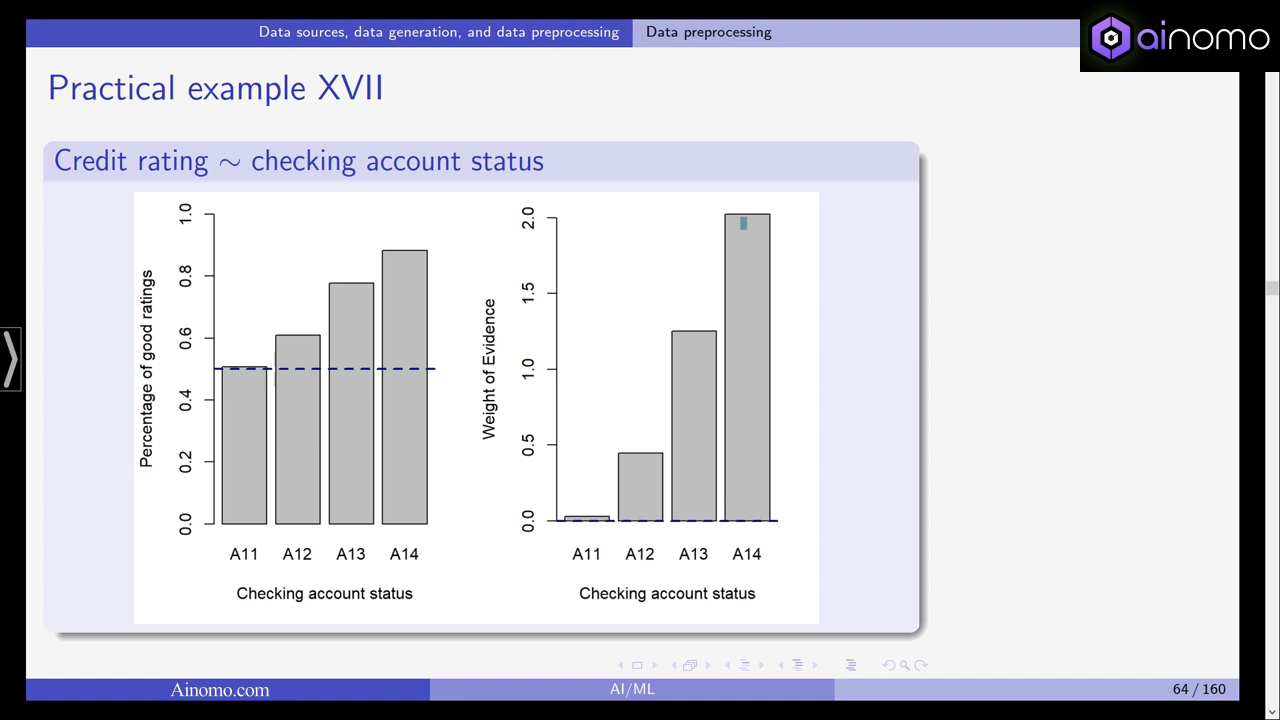 Data sources, data generation, and data preprocessing
Data preprocessing
ainomo
Practical example XVII
Credit rating ~ checking account status
Percentage of good ratings
1.0
0.8
0.6
0.4
0.2
0.0
A11 A12 A13 A14
Checking account status
Weight of Evidence
2.0
1.5
1.0
0.5
0.0
A11 A12 A13 A14
Checking account status
Ainomo.com
AI/ML
64 / 160